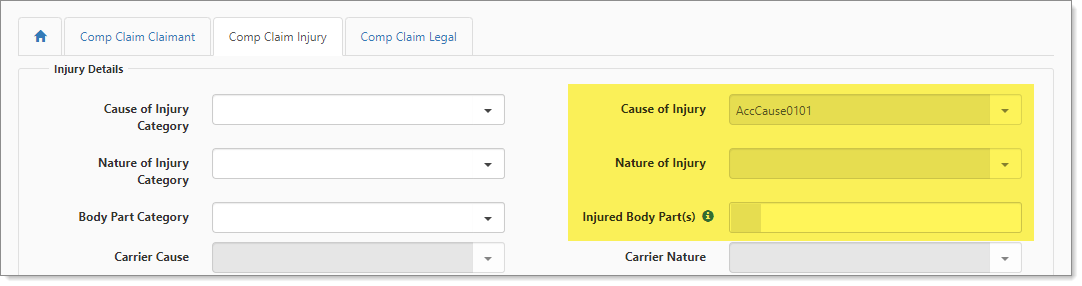 Comp Claim Claimant
Comp Claim Injury
Comp Claim Legal
Injury Details
Cause of Injury
Category
Cause of Injury
AccCause0101
Nature of Injury
Category
Nature of Injury
Body Part Category
Injured Body Part(s)
Carrier Cause
Carrier Nature